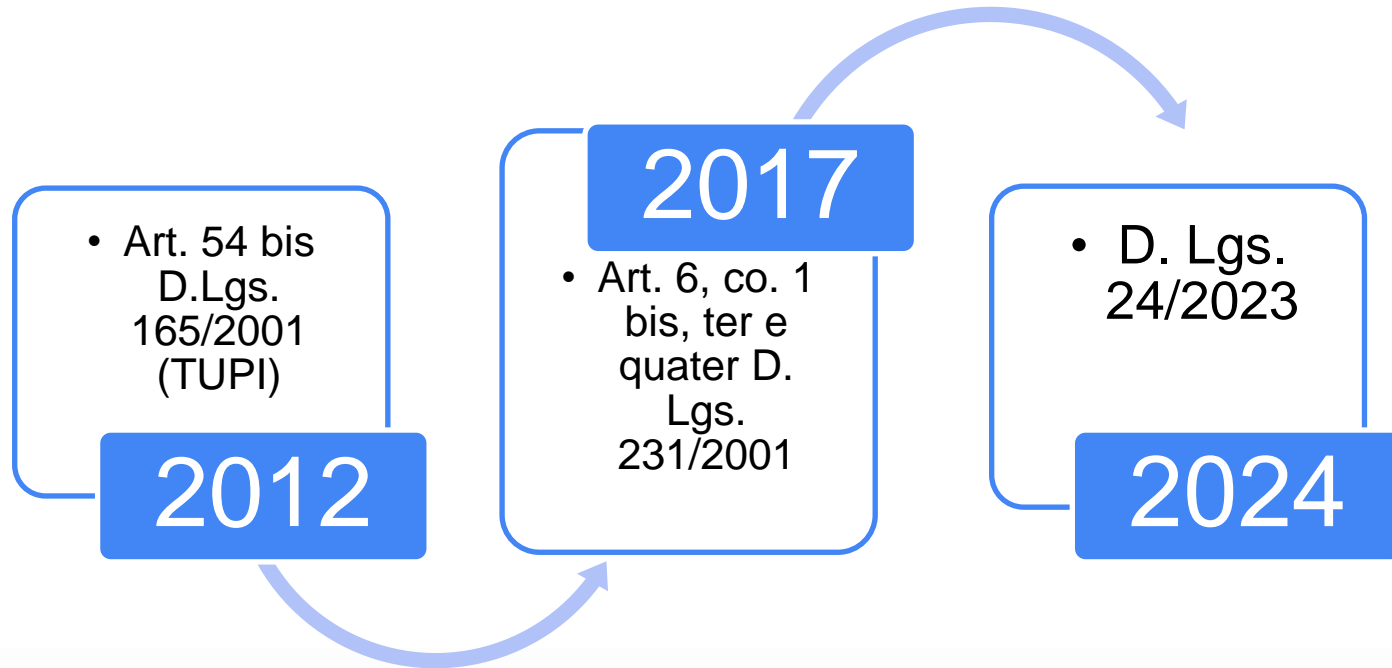 • Art. 54 bis
D.Lgs.
165/2001
(TUPI)
2012
2017
• Art. 6, co. 1
bis, ter e
quater D.
Lgs.
231/2001
• D. Lgs.
24/2023
2024